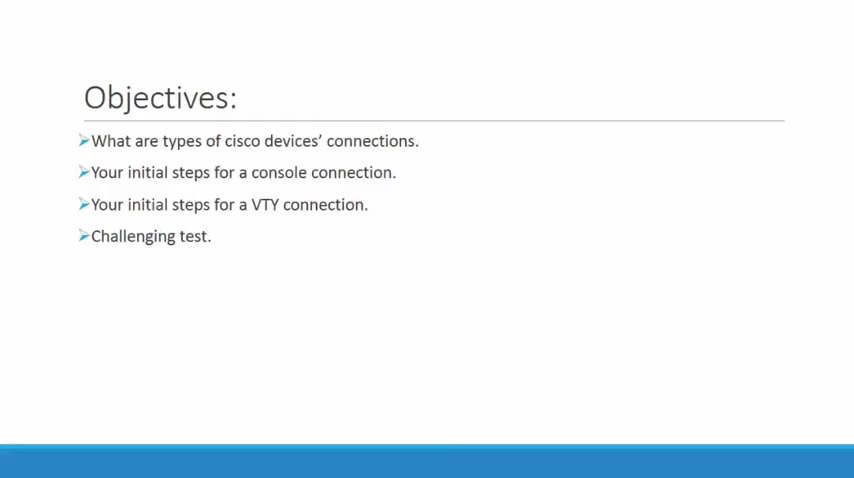 Objectives:
What are types of cisco devices’ connections.
Your initial steps for a console connection.
Your initial steps for a VTY connection.
Challenging test.